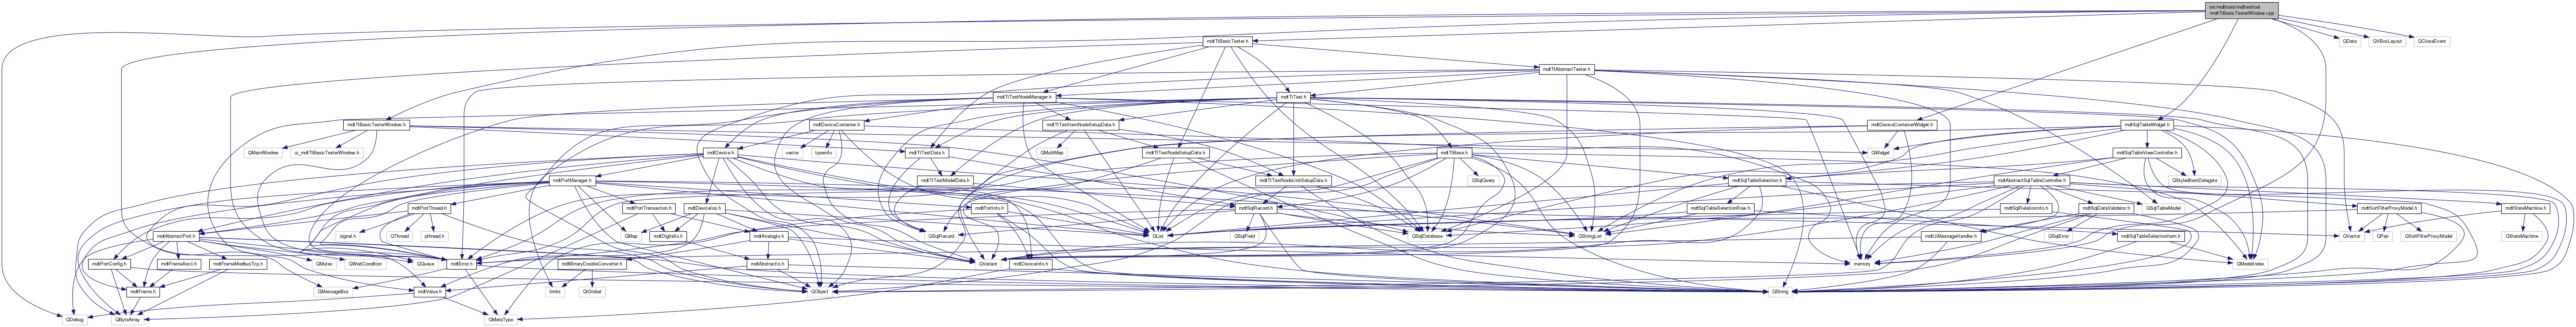 src/mdtools/mdttesttool
/mdtTtBasicTesterWindow.cpp
mdtTtBasicTester.h
QDate
QVBoxLayout
QCloseEvent
mdtTtAbstractTester.h
mdtTtTestNodeManager.h
mdtTtTest.h
mdtTtBasicTesterWindow.h
mdtDeviceContainer.h
mdtTtTestItemNodeSetupData.h
mdtDeviceContainerWidget.h
mdtSqlTableWidget.h
QMainWindow
ui_mdtTtBasicTesterWindow.h
mdtDevice.h
vector
typeinfo
mdtTtTestData.h
QMultiMap
mdtTtTestNodeSetupData.h
mdtTtBase.h
QWidget
mdtSqlTableViewController.h
mdtPortManager.h
mdtTtTestModelData.h
mdtTtTestNodeUnitSetupData.h
QSqlQuery
mdtSqlTableSelection.h
mdtAbstractSqlTableController.h
QStyledItemDelegate
mdtPortThread.h
mdtPortTransaction.h
mdtDeviceIos.h
mdtPortInfo.h
mdtSqlRecord.h
mdtSqlTableSelectionRow.h
mdtSqlRelationInfo.h
mdtSqlDataValidator.h
QSqlTableModel
mdtSortFilterProxyModel.h
mdtStateMachine.h
mdtAbstractPort.h
signal.h
QThread
pthread.h
QMap
mdtDigitalIo.h
mdtAnalogIo.h
QSqlRecord
QList
QSqlField
QSqlDatabase
QStringList
mdtUiMessageHandler.h
QSqlError
mdtSqlTableSelectionItem.h
QVector
QPair
QSortFilterProxyModel
QStateMachine
mdtPortConfig.h
mdtFrameAscii.h
mdtFrameModbusTcp.h
QMutex
QWaitCondition
QQueue
mdtError.h
mdtBinaryDisableConverter.h
mdtAbstractIo.h
QVariant
mdtDeviceInfo.h
memory
QModelIndex
mdtFrame.h
QMessageBox
mdtValue.h
limits
QtGlobal
QObject
QString
QDebug
QByteArray
QMetaType